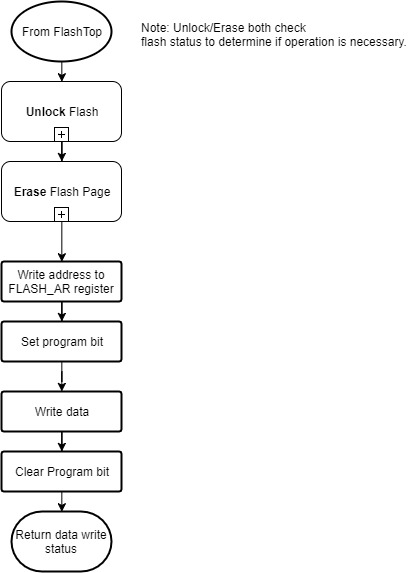 From FlashTop
Note: Unlock/Erase both check
flash status to determine if operation is necessary.
Unlock Flash
Erase Flash Page
Write address to
FLASH_AR register
Set program bit
Write data
Clear Program bit
Return data write
status